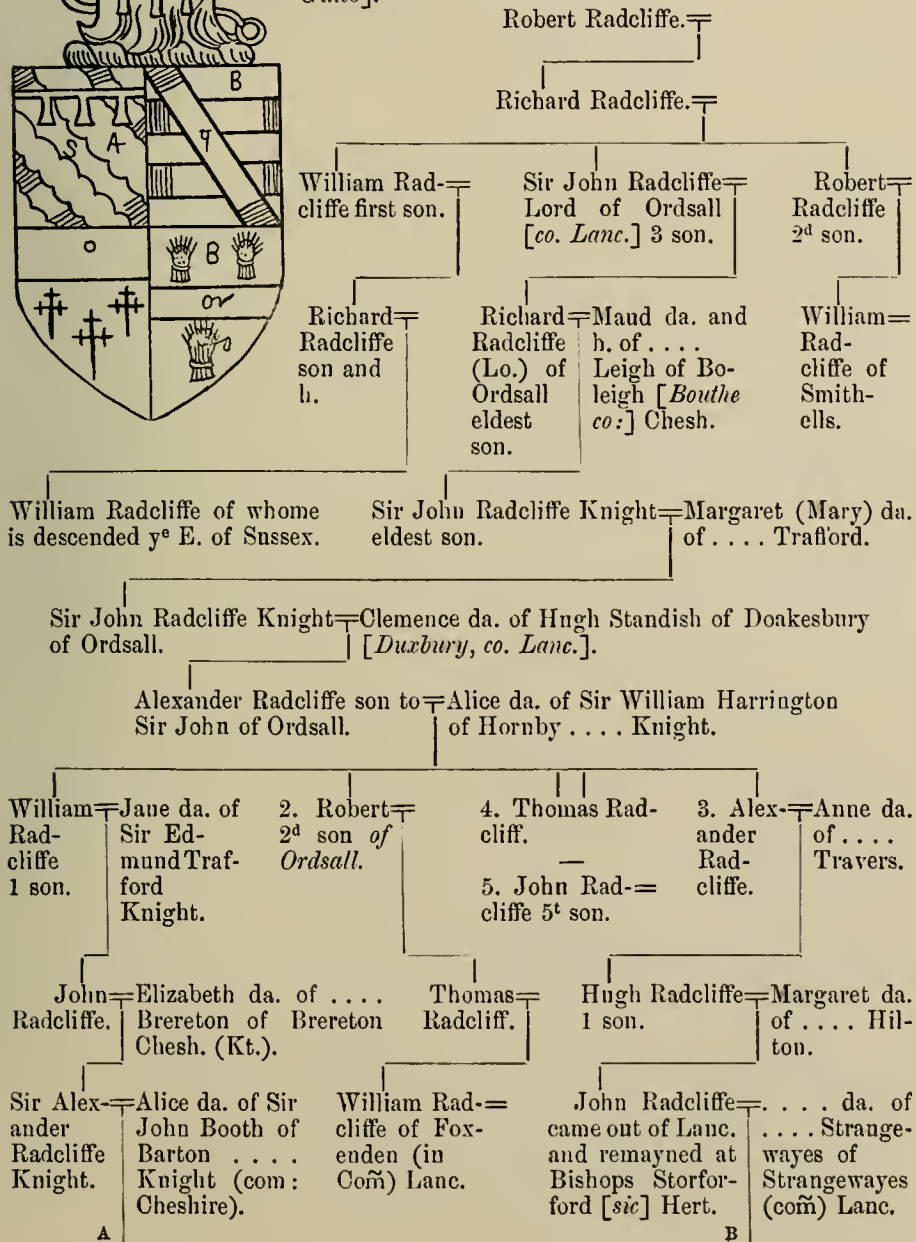 Robert Radcliffe.
Richard Radcliffe.
William Rad-
cliffe first son.
Sir John Radcliffe
Lord of Ordsall
[co. Lanc.] 3 son.
Robert
Radcliffe
2d son.
B
S
A
o
B
or
Richard
Radcliffe
son and
h.
Richard=Maud da. and
Radcliffe h. of . . . .
(Lo.) of Leigh of Bo-
Ordsall leigh [Bouthe
eldest co:] Chesh.
son.
William=
Rad-
cliffe of
Smith-
ells.
William Radcliffe of whome
is descended ye E. of Sussex.
Sir John Radcliffe Knight=Margaret (Mary) da.
eldest son. of . . . . Trafford.
Sir John Radcliffe Knight=Clemence da. of Hugh Standish of Doakesbury
of Ordsall. [Duxbury, co. Lanc.].
Alexander Radcliffe son to=Alice da. of Sir William Harrington
Sir John of Ordsall. of Hornby . . . . Knight.
William=Jane da. of
Rad- Sir Ed-
cliffe mund Traf-
1 son. ford
Knight.
2. Robert=
2d son of
Ordsall.
4. Thomas Rad-
cliff.
—
5. John Rad-=
cliffe 5t son.
3. Alex-=Anne da.
ander of . . . .
Rad- Travers.
cliffe.
John=Elizabeth da. of . . . .
Radcliffe. Brereton of Brereton
Chesh. (Kt.).
Thomas=
Radcliff.
Hugh Radcliffe=Margaret da.
1 son. of . . . . Hil-
ton.
Sir Alex-=Alice da. of Sir
ander John Booth of
Radcliffe Barton . . . .
Knight. Knight (com:
Cheshire).
A
William Rad-=
cliffe of Fox-
enden (in
Com̃) Lanc.
John Radcliffe=. . . . da. of
came out of Lanc. . . . . Strange-
and remayned at wayes of
Bishops Storfor- Strangewayes
ford [sic] Hert. (com̃) Lanc.
B